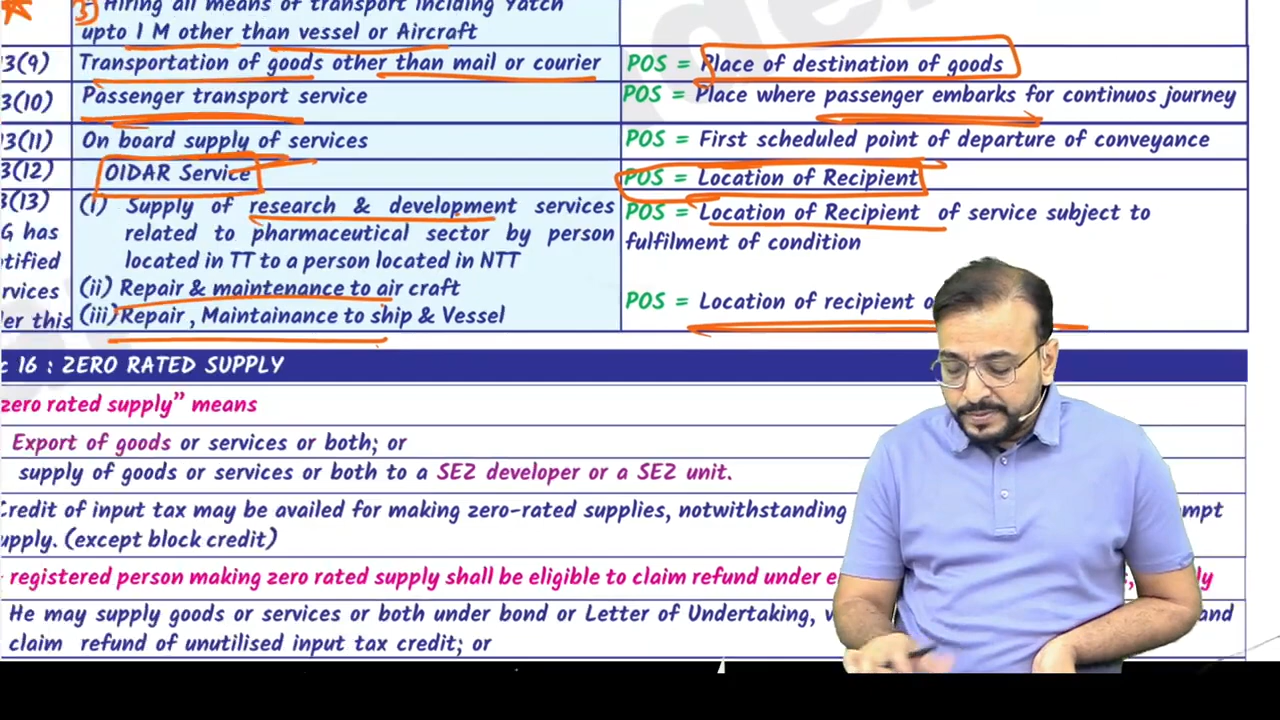 3 Hiring all means of transport inclding Yatch
upto 1 M other than vessel or Aircraft
3(9) Transportation of goods other than mail or courier POS = Place of destination of goods
3(10) Passenger transport service POS = Place where passenger embarks for continuos journey
13(11) On board supply of services POS = First scheduled point of departure of conveyance
3(12) OIDAR Service POS = Location of Recipient
3(13) (i) Supply of research & development services POS = Location of Recipient of service subject to
G has related to pharmaceutical sector by person fulfilment of condition
tified located in TT to a person located in NTT
rvices (ii) Repair & maintenance to air craft POS = Location of recipient
er this (iii) Repair, Maintainance to ship & Vessel
c 16 : ZERO RATED SUPPLY
zero rated supply” means
Export of goods or services or both; or
supply of goods or services or both to a SEZ developer or a SEZ unit.
Credit of input tax may be availed for making zero-rated supplies, notwithstanding mpt
upply. (except block credit)
registered person making zero rated supply shall be eligible to claim refund under ly
He may supply goods or services or both under bond or Letter of Undertaking, and
claim refund of unutilised input tax credit; or